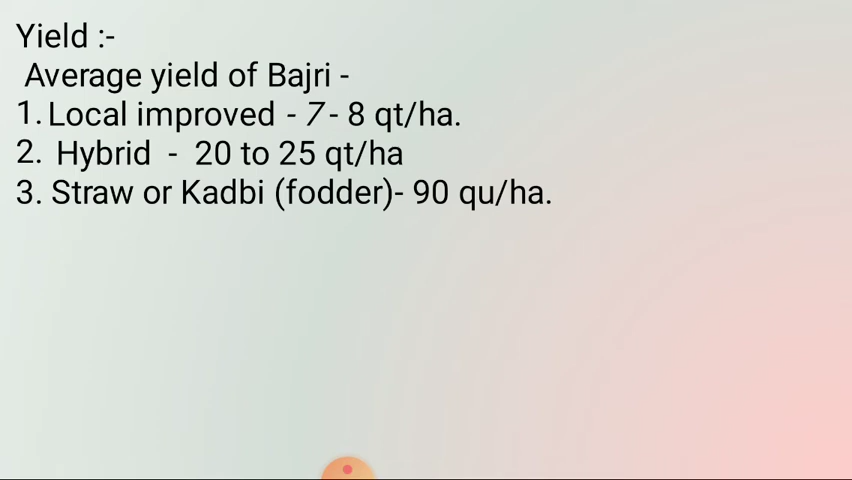 Yield :-
Average yield of Bajri -
1. Local improved - 7 - 8 qt/ha.
2. Hybrid - 20 to 25 qt/ha
3. Straw or Kadbi (fodder)- 90 qu/ha.